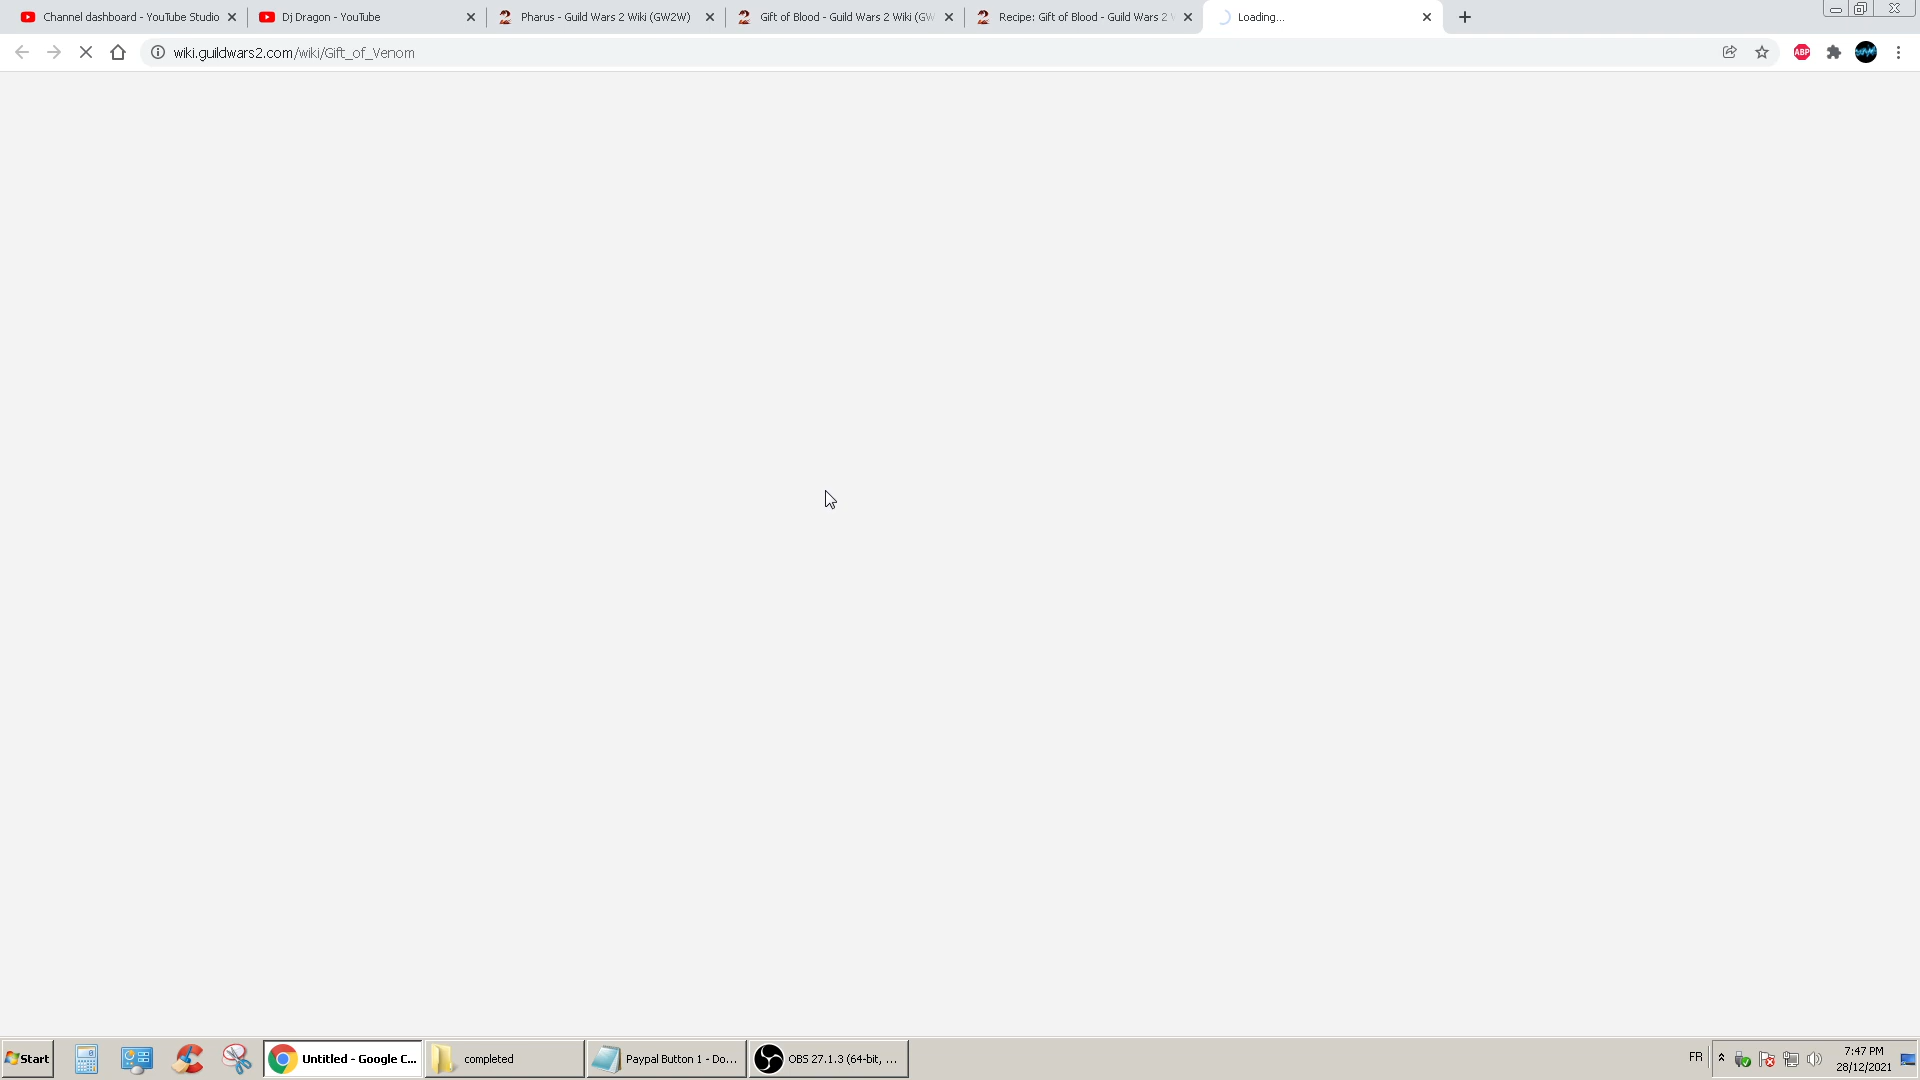 Channel dashboard - YouTube Studio
Dj Dragon - YouTube
Pharus - Guild Wars 2 Wiki (GW2W)
Gift of Blood - Guild Wars 2 Wiki (GW
Recipe: Gift of Blood - Guild Wars 2
Loading...
wiki.guildwars2.com/wiki/Gift_of_Venom
ABP
Start
Untitled - Google C...
completed
Paypal Button 1 - Do...
OBS 27.1.3 (64-bit, ...
FR
7:47 PM
28/12/2021